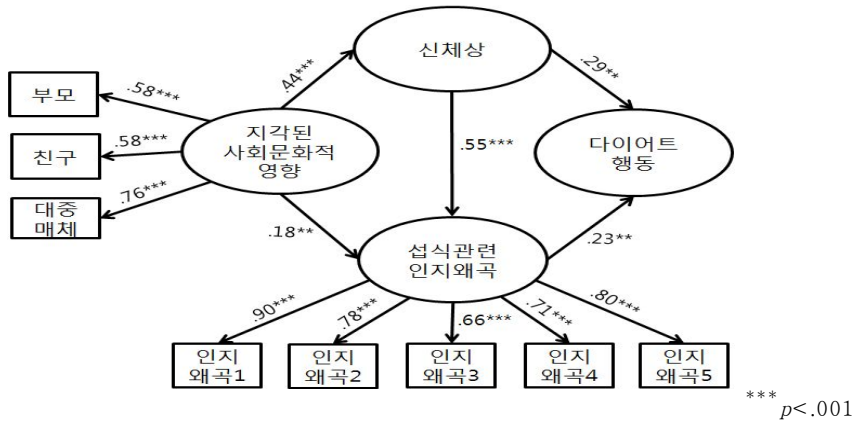 신체상
.44***
.29**
부모
.58***
지각된
사회문화적
영향
.55***
다이어트
행동
친구
.58***
대중
매체
.76***
.18**
섭식관련
인지왜곡
.23**
.90***
.78***
.66***
.71***
.80***
인지
왜곡1
인지
왜곡2
인지
왜곡3
인지
왜곡4
인지
왜곡5
*** p<.001